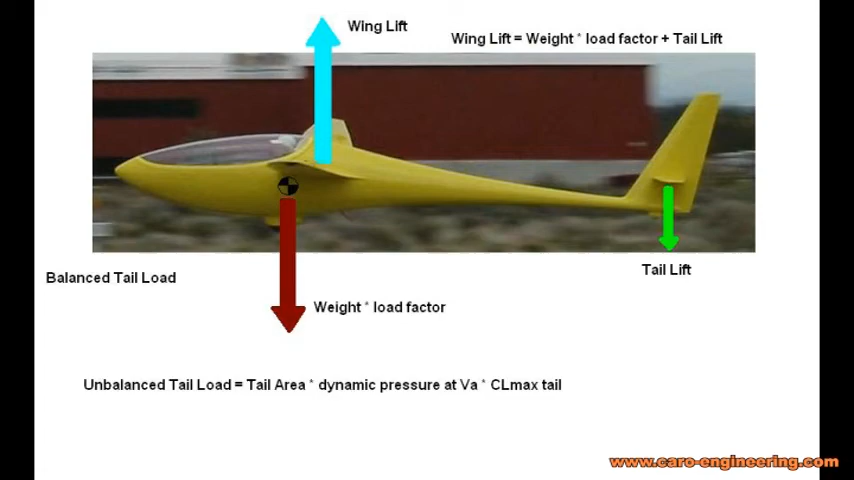 Wing Lift
Wing Lift = Weight * load factor + Tail Lift
Tail Lift
Balanced Tail Load
Weight * load factor
Unbalanced Tail Load = Tail Area * dynamic pressure at Va * CLmax tail
www.caro-engineering.com